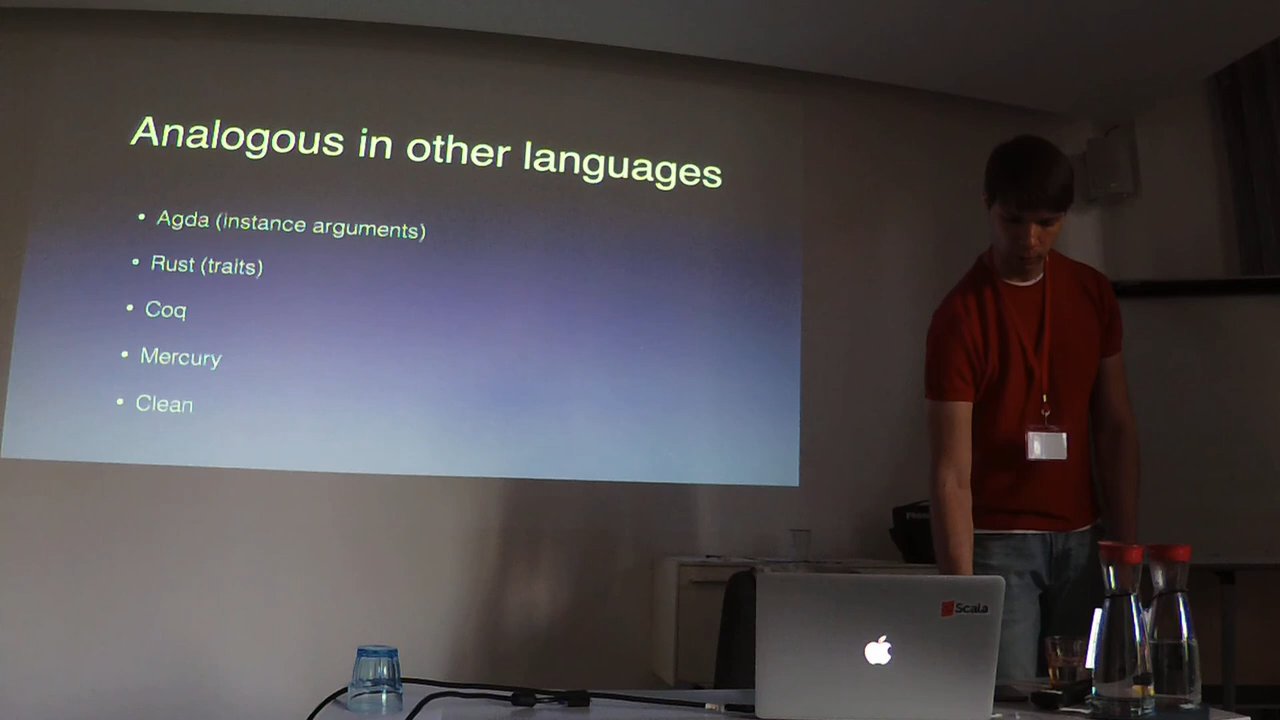 Analogous in other languages
• Agda (instance arguments)
• Rust (traits)
• Coq
• Mercury
• Clean
Scala